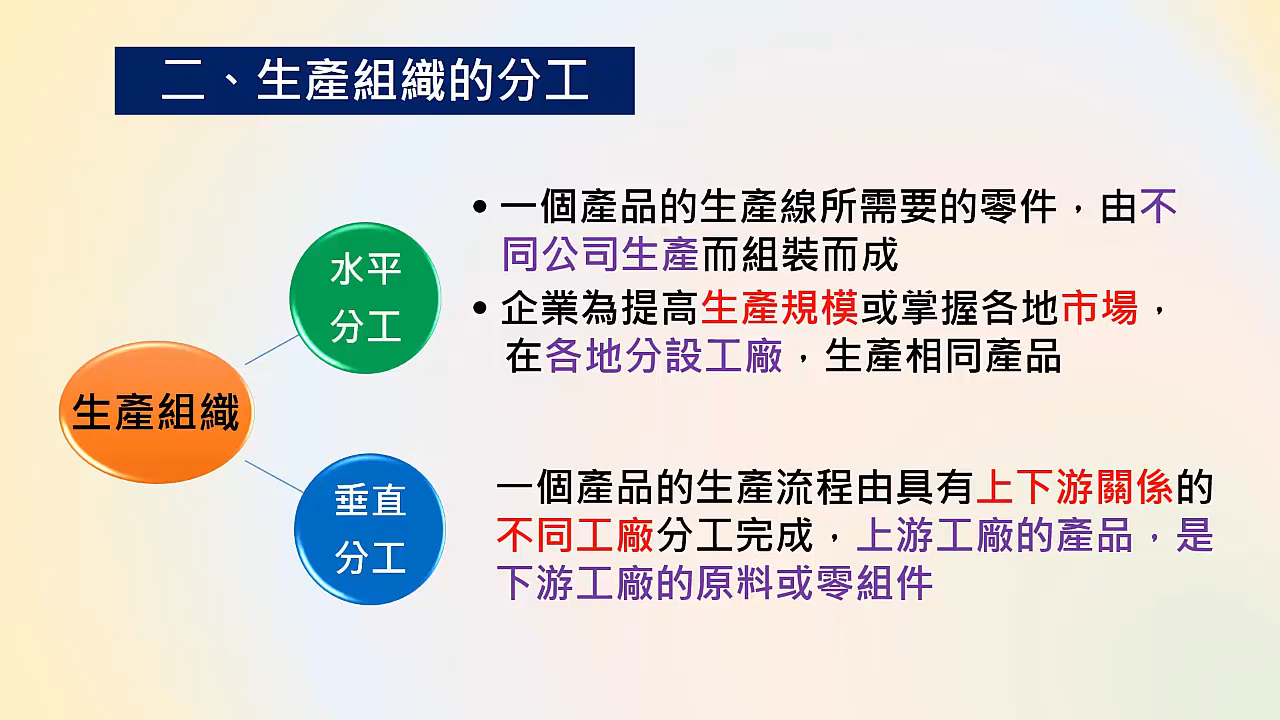 二、生產組織的分工
生產組織
水平
分工
• 一個產品的生產線所需要的零件，由不
同公司生產而組裝而成
• 企業為提高生產規模或掌握各地市場，
在各地分設工廠，生產相同產品
垂直
分工
一個產品的生產流程由具有上下游關係的
不同工廠分工完成，上游工廠的產品，是
下游工廠的原料或零組件